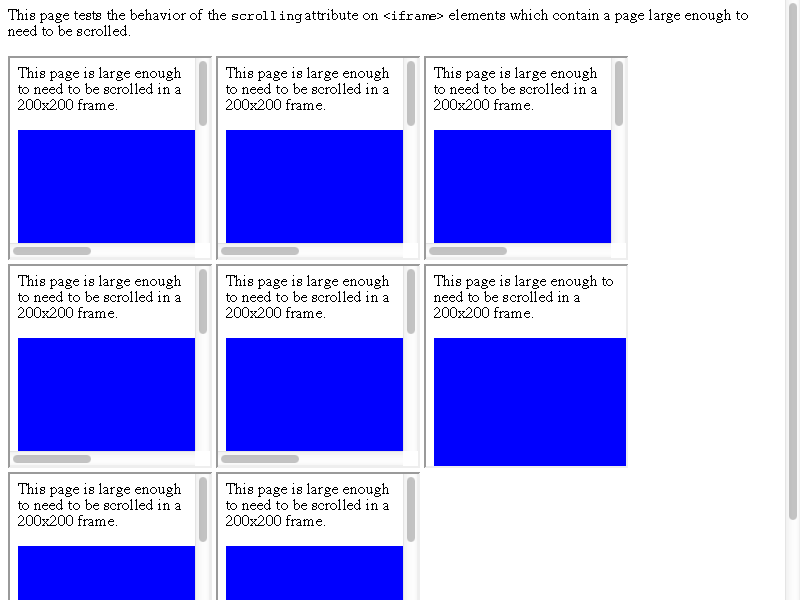 This page tests the behavior of the scrolling attribute on <iframe> elements which contain a page large enough to
need to be scrolled.
This page is large enough
to need to be scrolled in a
200x200 frame.
This page is large enough
to need to be scrolled in a
200x200 frame.
This page is large enough
to need to be scrolled in a
200x200 frame.
This page is large enough
to need to be scrolled in a
200x200 frame.
This page is large enough
to need to be scrolled in a
200x200 frame.
This page is large enough to
need to be scrolled in a
200x200 frame.
This page is large enough
to need to be scrolled in a
200x200 frame.
This page is large enough
to need to be scrolled in a
200x200 frame.